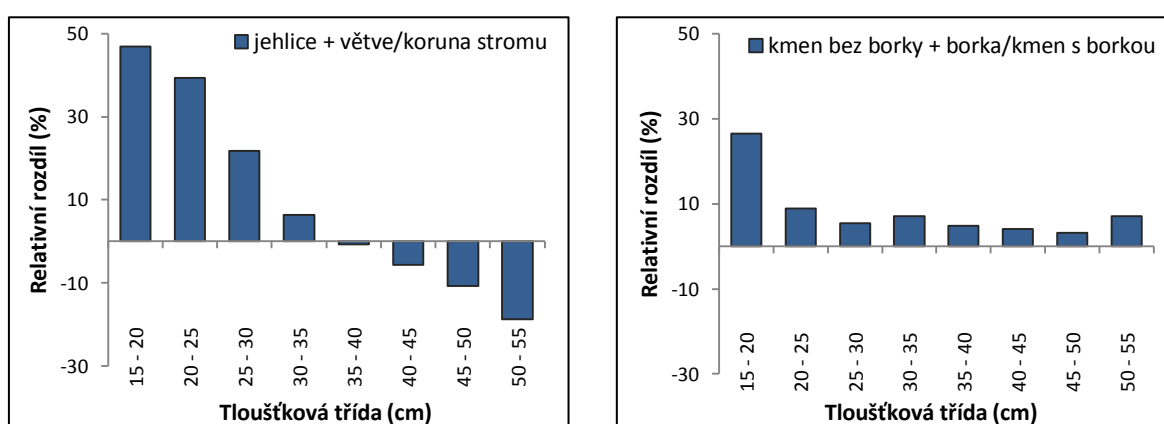 jehlice + větve/koruna stromu
Relativní rozdíl (%)
50
30
10
-10
-30
15 - 20
20 - 25
25 - 30
30 - 35
35 - 40
40 - 45
45 - 50
50 - 55
Tloušťková třída (cm)
kmen bez borky + borka/kmen s borkou
Relativní rozdíl (%)
50
30
10
-10
-30
15 - 20
20 - 25
25 - 30
30 - 35
35 - 40
40 - 45
45 - 50
50 - 55
Tloušťková třída (cm)